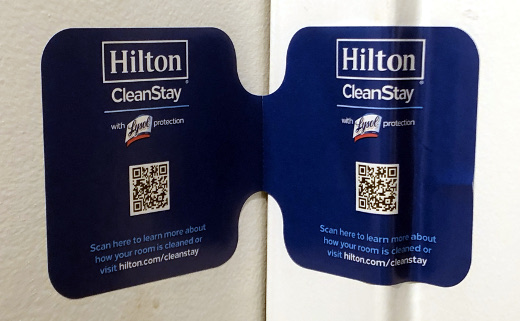 Hilton
CleanStay
with Lysol protection
Scan here to learn more about
how your room is cleaned or
visit hilton.com/cleanstay
Hilton
CleanStay
with Lysol protection
Scan here to learn more about
how your room is cleaned or
visit hilton.com/cleanstay